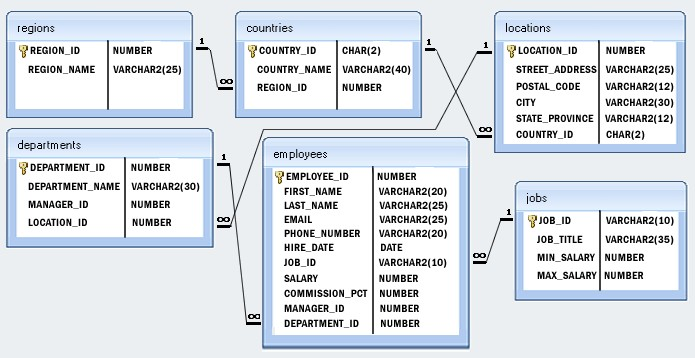 regions
REGION_ID NUMBER
REGION_NAME VARCHAR2(25)
1
∞
countries
COUNTRY_ID CHAR(2)
COUNTRY_NAME VARCHAR2(40)
REGION_ID NUMBER
1
∞
locations
LOCATION_ID NUMBER
STREET_ADDRESS VARCHAR2(25)
POSTAL_CODE VARCHAR2(12)
CITY VARCHAR2(30)
STATE_PROVINCE VARCHAR2(12)
COUNTRY_ID CHAR(2)
1
∞
departments
DEPARTMENT_ID NUMBER
DEPARTMENT_NAME VARCHAR2(30)
MANAGER_ID NUMBER
LOCATION_ID NUMBER
1
∞
employees
EMPLOYEE_ID NUMBER
FIRST_NAME VARCHAR2(20)
LAST_NAME VARCHAR2(25)
EMAIL VARCHAR2(25)
PHONE_NUMBER VARCHAR2(20)
HIRE_DATE DATE
JOB_ID VARCHAR2(10)
SALARY NUMBER
COMMISSION_PCT NUMBER
MANAGER_ID NUMBER
DEPARTMENT_ID NUMBER
∞
1
jobs
JOB_ID VARCHAR2(10)
JOB_TITLE VARCHAR2(35)
MIN_SALARY NUMBER
MAX_SALARY NUMBER